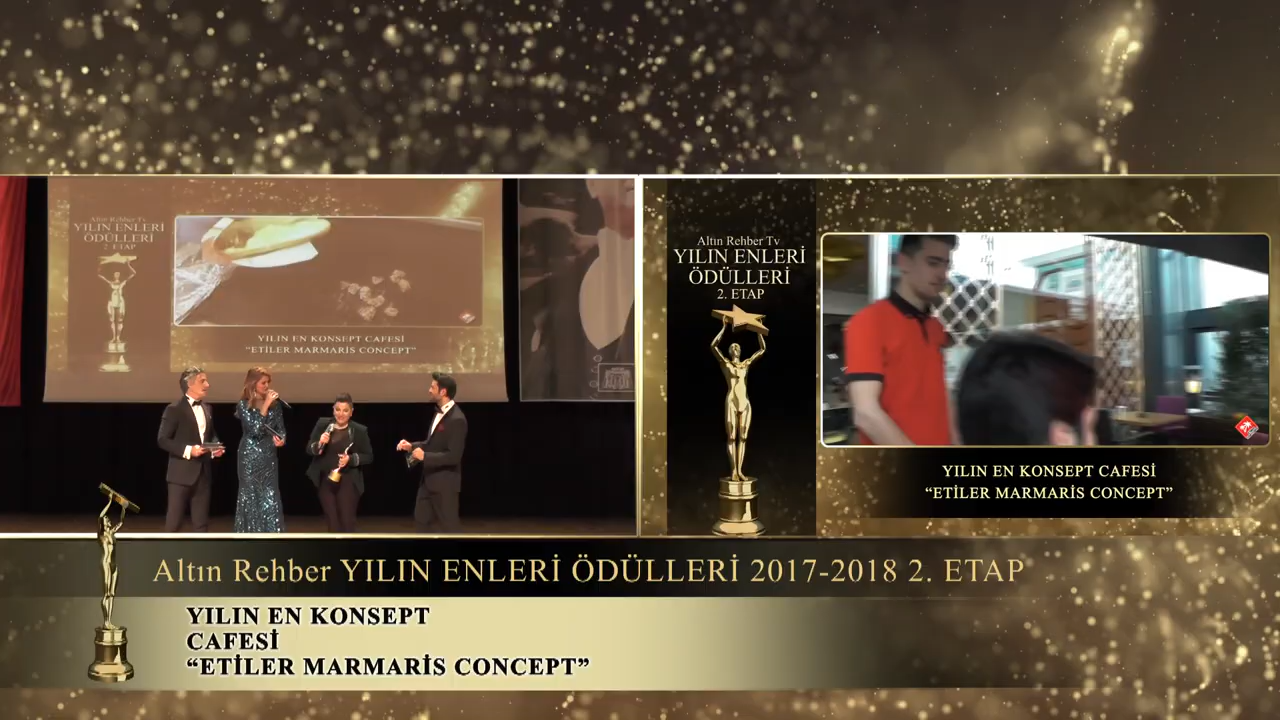 Altın Rehber Tv
YILIN ENLERİ
ÖDÜLLERİ
2. ETAP
YILIN EN KONSEPT CAFESİ
“ETİLER MARMARİS CONCEPT”
Altın Rehber Tv
YILIN ENLERİ
ÖDÜLLERİ
2. ETAP
YILIN EN KONSEPT CAFESİ
“ETİLER MARMARİS CONCEPT”
Altın Rehber YILIN ENLERİ ÖDÜLLERİ 2017-2018 2. ETAP
YILIN EN KONSEPT
CAFESİ
“ETİLER MARMARİS CONCEPT”